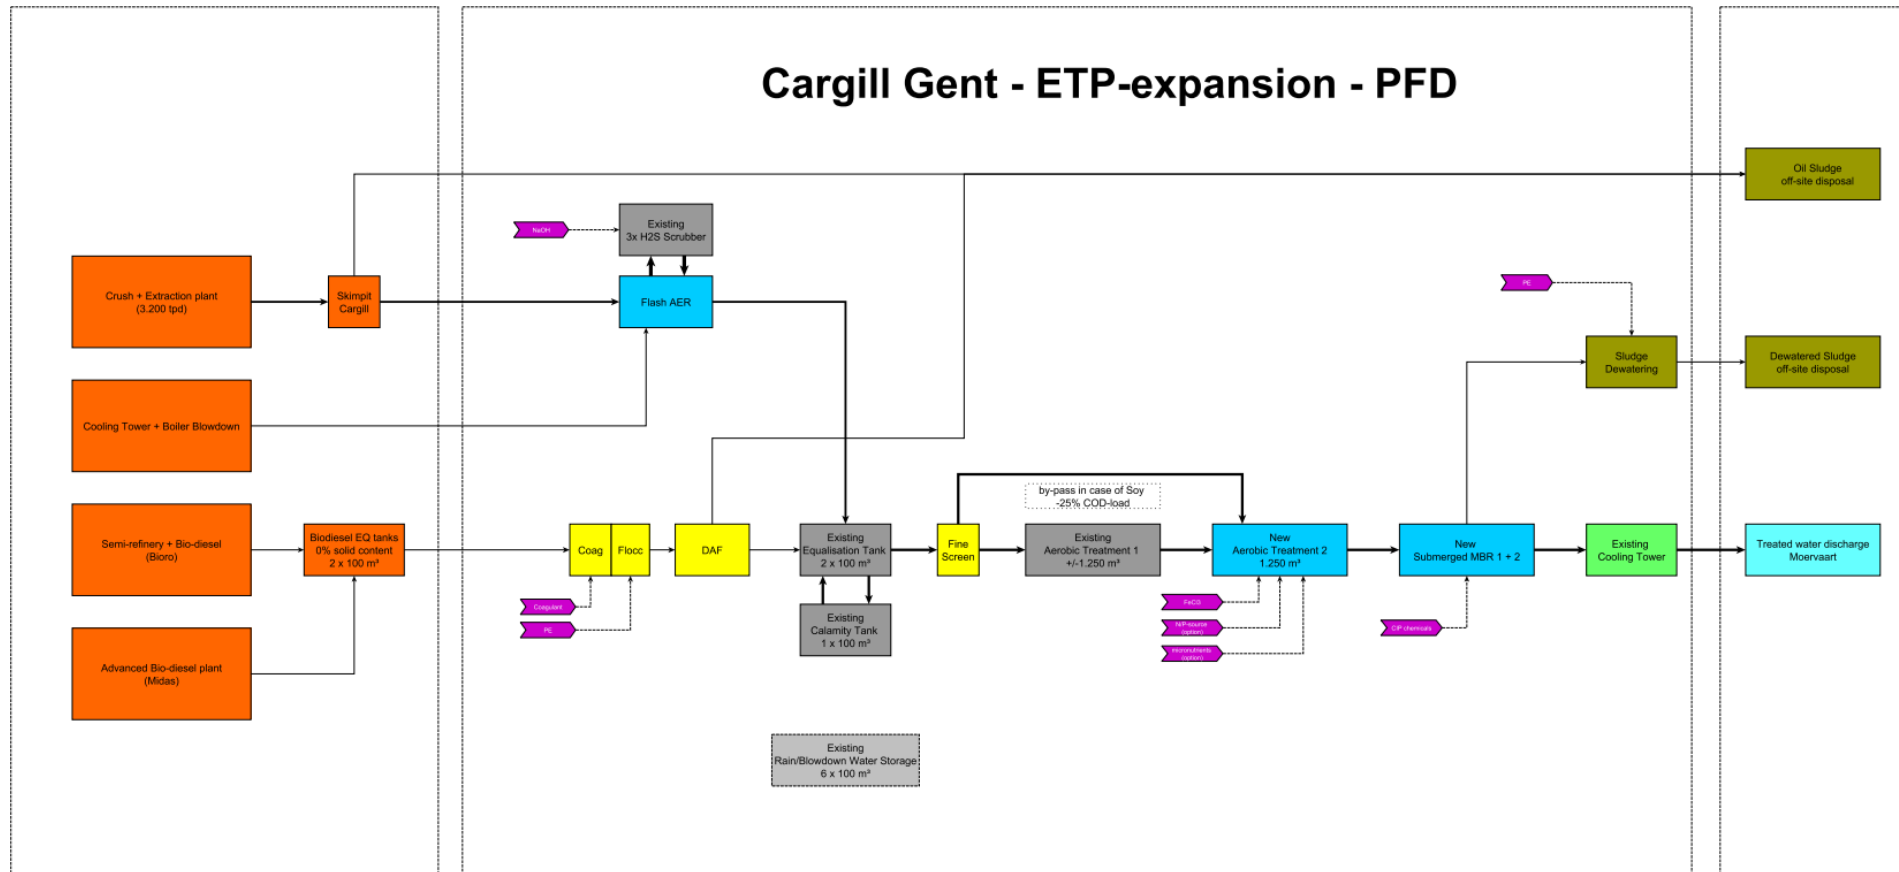 Cargill Gent - ETP-expansion - PFD
Oil Sludge
off-site disposal
Existing
3x H2S Scrubber
NaOH
Crush + Extraction plant
(3.200 tpd)
Skimpit
Cargill
Flash AER
PE
Sludge
Dewatering
Dewatered Sludge
off-site disposal
Cooling Tower + Boiler Blowdown
by-pass in case of Soy
-25% COD-load
Semi-refinery + Bio-diesel
(Bioro)
Biodiesel EQ tanks
0% solid content
2 x 100 m³
Coag
Flocc
DAF
Existing
Equalisation Tank
2 x 100 m³
Fine
Screen
Existing
Aerobic Treatment 1
+/-1.250 m³
New
Aerobic Treatment 2
1.250 m³
New
Submerged MBR 1 + 2
Existing
Cooling Tower
Treated water discharge
Moervaart
Coagulant
PE
Existing
Calamity Tank
1 x 100 m³
N/P-source
(option)
micronutrients
(option)
CIP chemicals
Advanced Bio-diesel plant
(Midas)
Existing
Rain/Blowdown Water Storage
6 x 100 m³